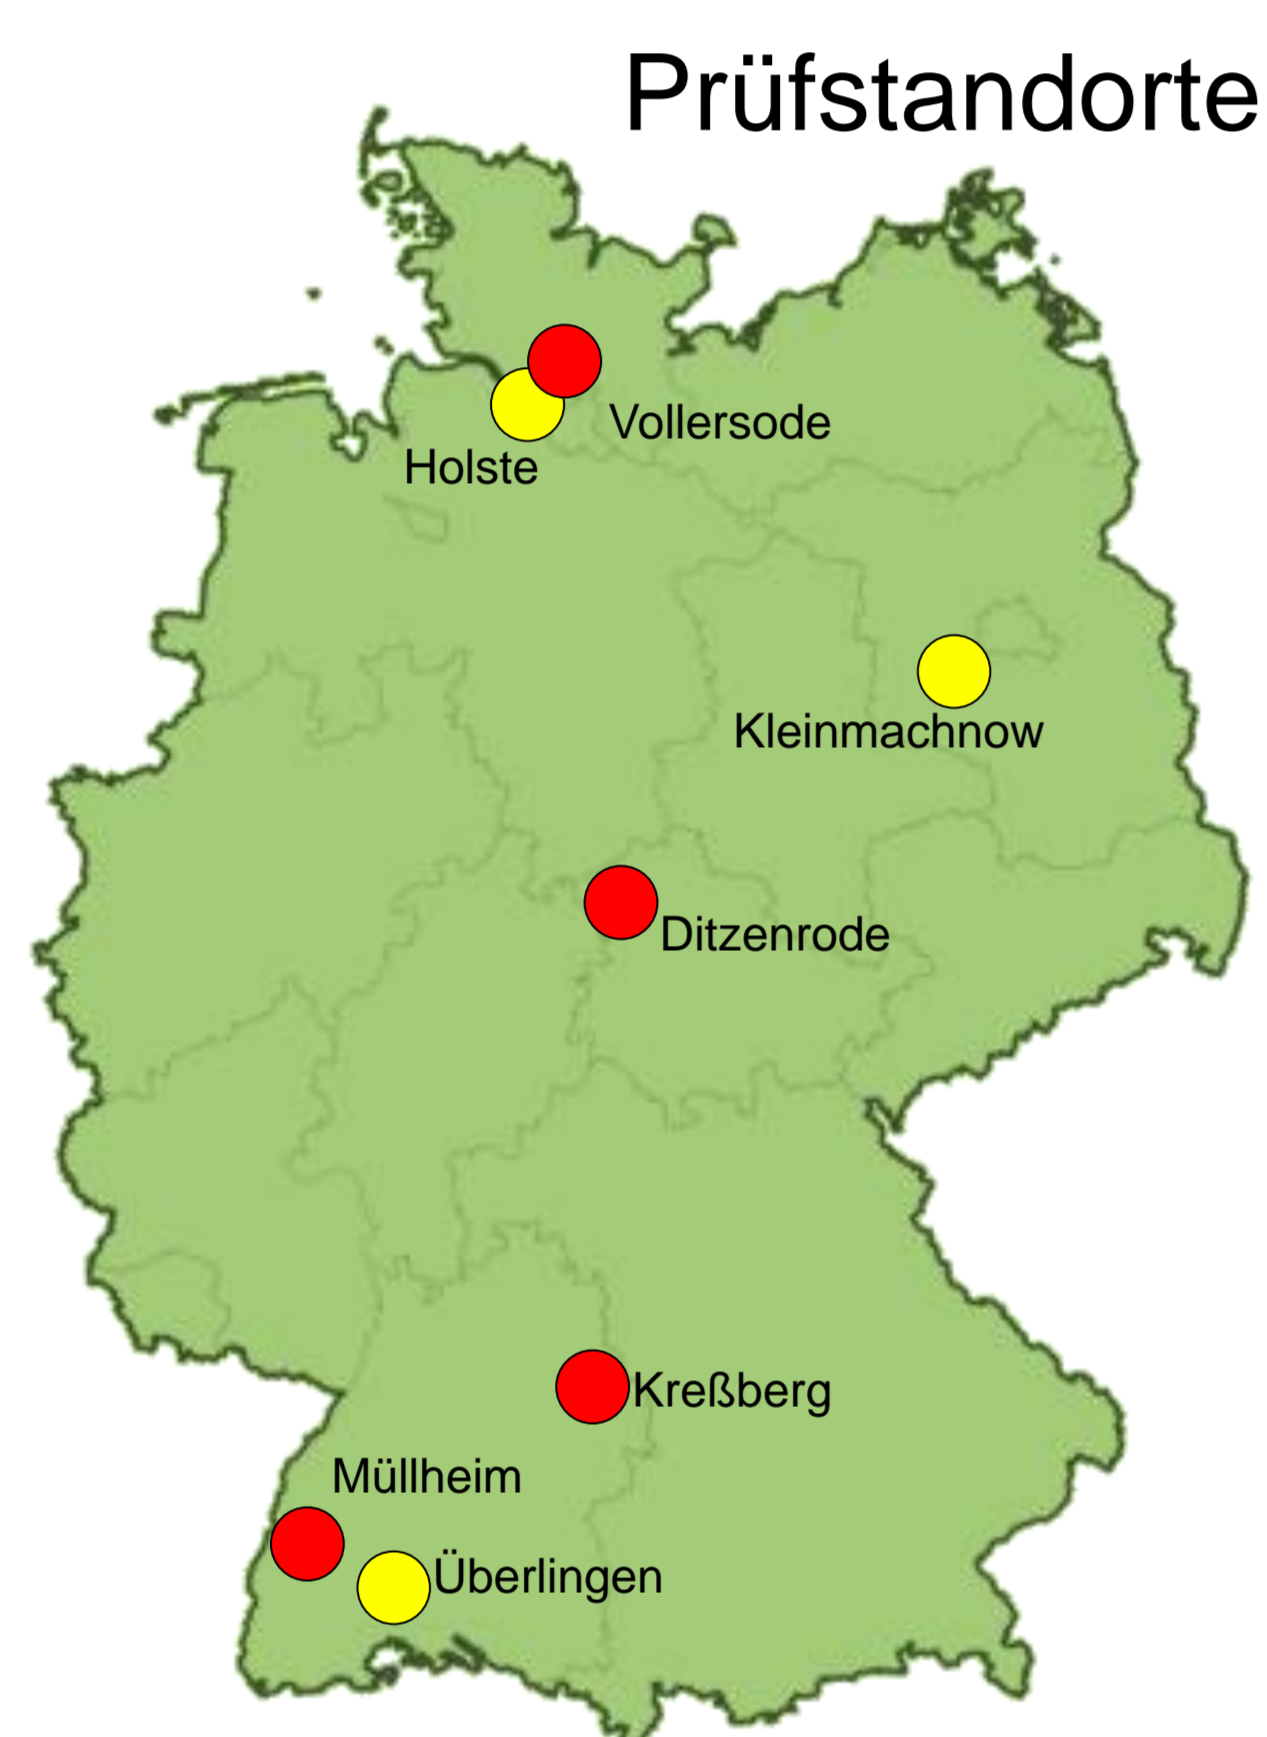 Prüfstandorte
Vollersode
Holste
Kleinmachnow
Ditzenrode
Kreßberg
Müllheim
Überlingen